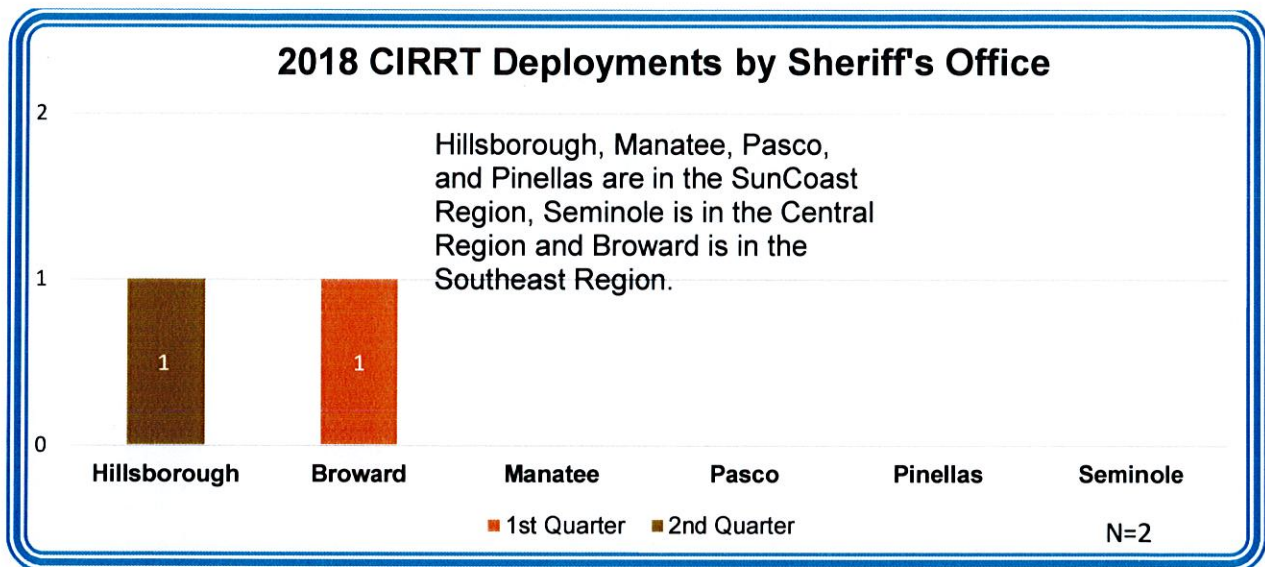 2018 CIRRT Deployments by Sheriff's Office
2
Hillsborough, Manatee, Pasco,
and Pinellas are in the SunCoast
Region, Seminole is in the Central
Region and Broward is in the
Southeast Region.
1
1 1
0
Hillsborough Broward Manatee Pasco Pinellas Seminole
1st Quarter 2nd Quarter
N=2